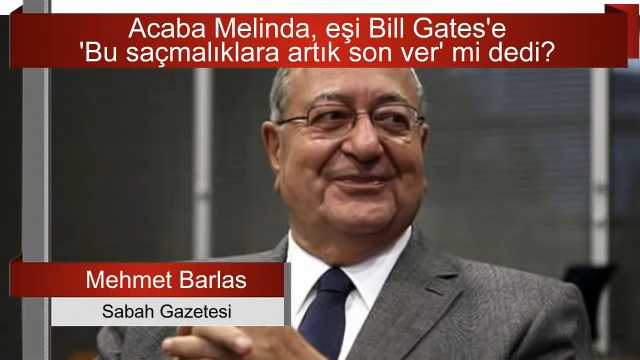 Acaba Melinda, eşi Bill Gates'e
'Bu saçmalıklara artık son ver' mi dedi?
Mehmet Barlas
Sabah Gazetesi